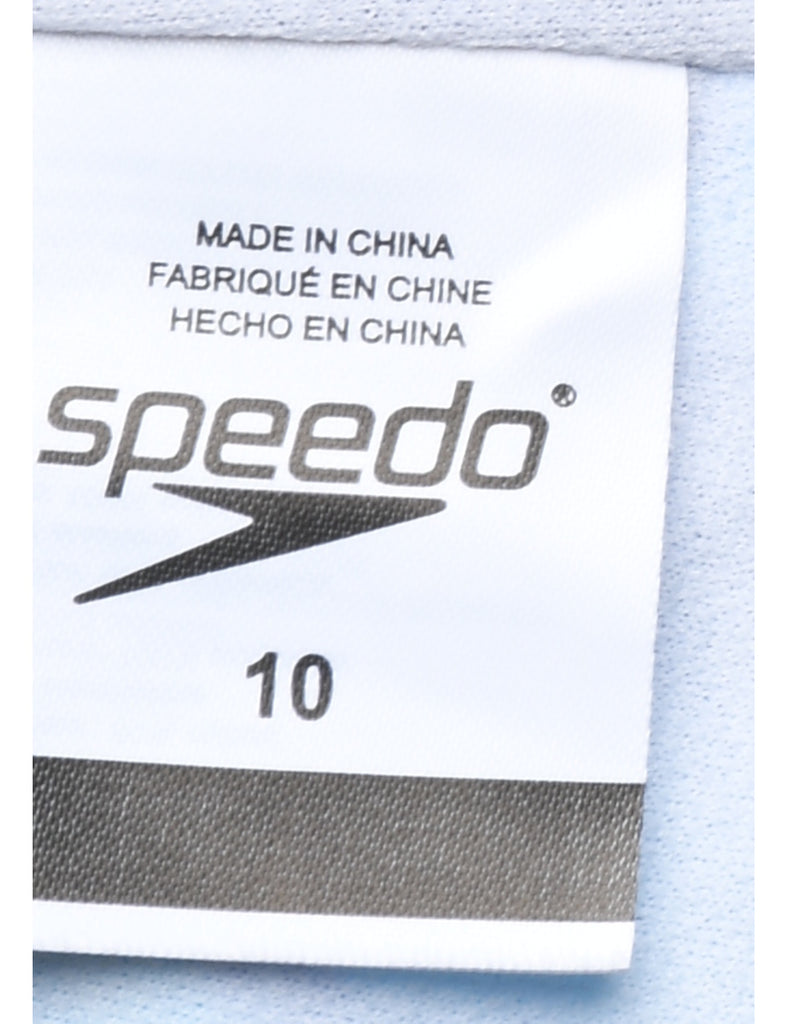 MADE IN CHINA
FABRIQUÉ EN CHINE
HECHO EN CHINA
speedo®
10